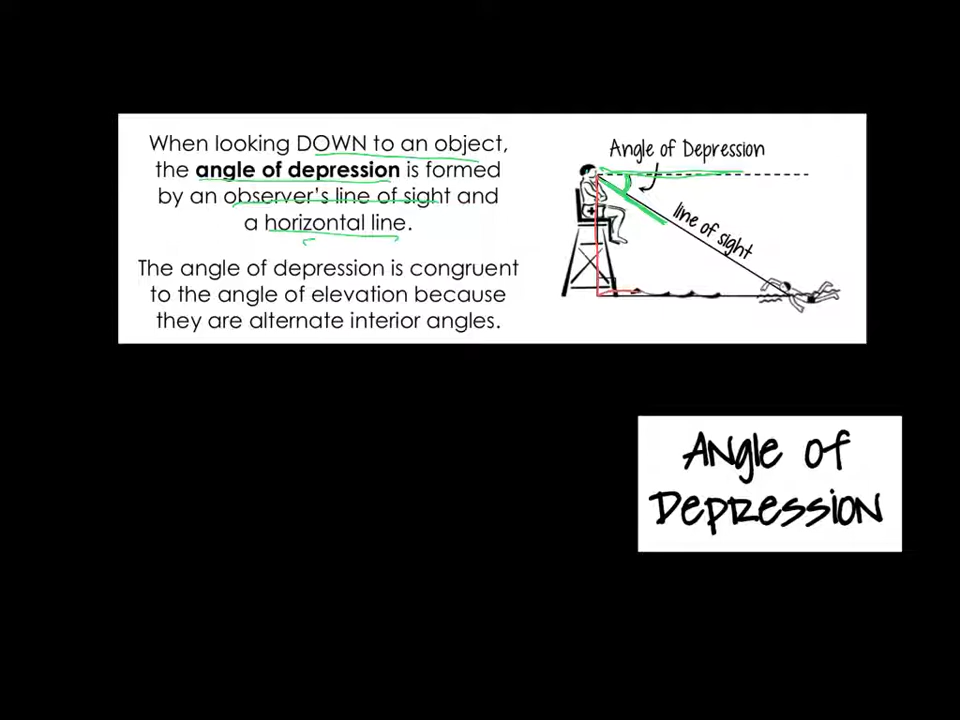 When looking DOWN to an object,
the angle of depression is formed
by an observer's line of sight and
a horizontal line.
The angle of depression is congruent
to the angle of elevation because
they are alternate interior angles.
Angle of Depression
line of sight
Angle of
Depression